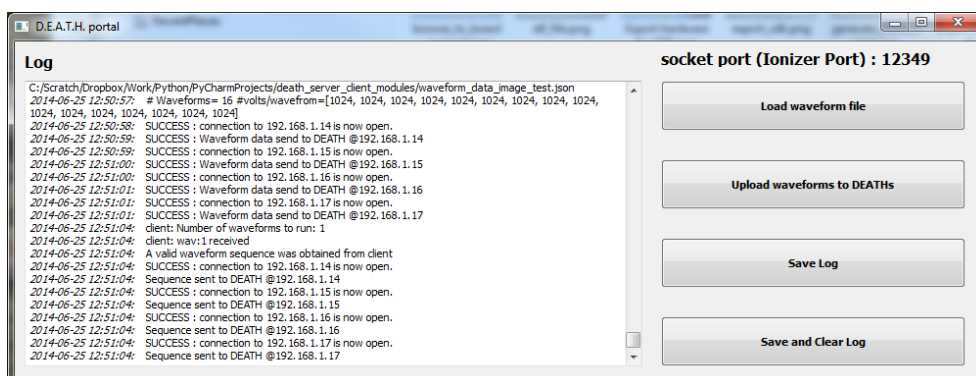 D.E.A.T.H. portal
Log
C:/Scratch/Dropbox/Work/Python/PyCharmProjects/death_server_client_modules/waveform_data_image_test.json
2014-06-25 12:50:57: # Waveforms= 16 #volts/wavefrom=[1024, 1024, 1024, 1024, 1024, 1024, 1024, 1024,
1024, 1024, 1024, 1024, 1024, 1024, 1024, 1024]
2014-06-25 12:50:58: SUCCESS : connection to 192.168.1.14 is now open.
2014-06-25 12:50:59: SUCCESS : Waveform data send to DEATH @192.168.1.14
2014-06-25 12:50:59: SUCCESS : connection to 192.168.1.15 is now open.
2014-06-25 12:51:00: SUCCESS : Waveform data send to DEATH @192.168.1.15
2014-06-25 12:51:00: SUCCESS : connection to 192.168.1.16 is now open.
2014-06-25 12:51:01: SUCCESS : Waveform data send to DEATH @192.168.1.16
2014-06-25 12:51:01: SUCCESS : connection to 192.168.1.17 is now open.
2014-06-25 12:51:01: SUCCESS : Waveform data send to DEATH @192.168.1.17
2014-06-25 12:51:04: client: Number of waveforms to run: 1
2014-06-25 12:51:04: client: wav:1 received
2014-06-25 12:51:04: A valid waveform sequence was obtained from client
2014-06-25 12:51:04: SUCCESS : connection to 192.168.1.14 is now open.
2014-06-25 12:51:04: Sequence sent to DEATH @192.168.1.14
2014-06-25 12:51:04: SUCCESS : connection to 192.168.1.15 is now open.
2014-06-25 12:51:04: Sequence sent to DEATH @192.168.1.15
2014-06-25 12:51:04: SUCCESS : connection to 192.168.1.16 is now open.
2014-06-25 12:51:04: Sequence sent to DEATH @192.168.1.16
2014-06-25 12:51:04: SUCCESS : connection to 192.168.1.17 is now open.
2014-06-25 12:51:04: Sequence sent to DEATH @192.168.1.17
socket port (Ionizer Port) : 12349
Load waveform file
Upload waveforms to DEATHs
Save Log
Save and Clear Log